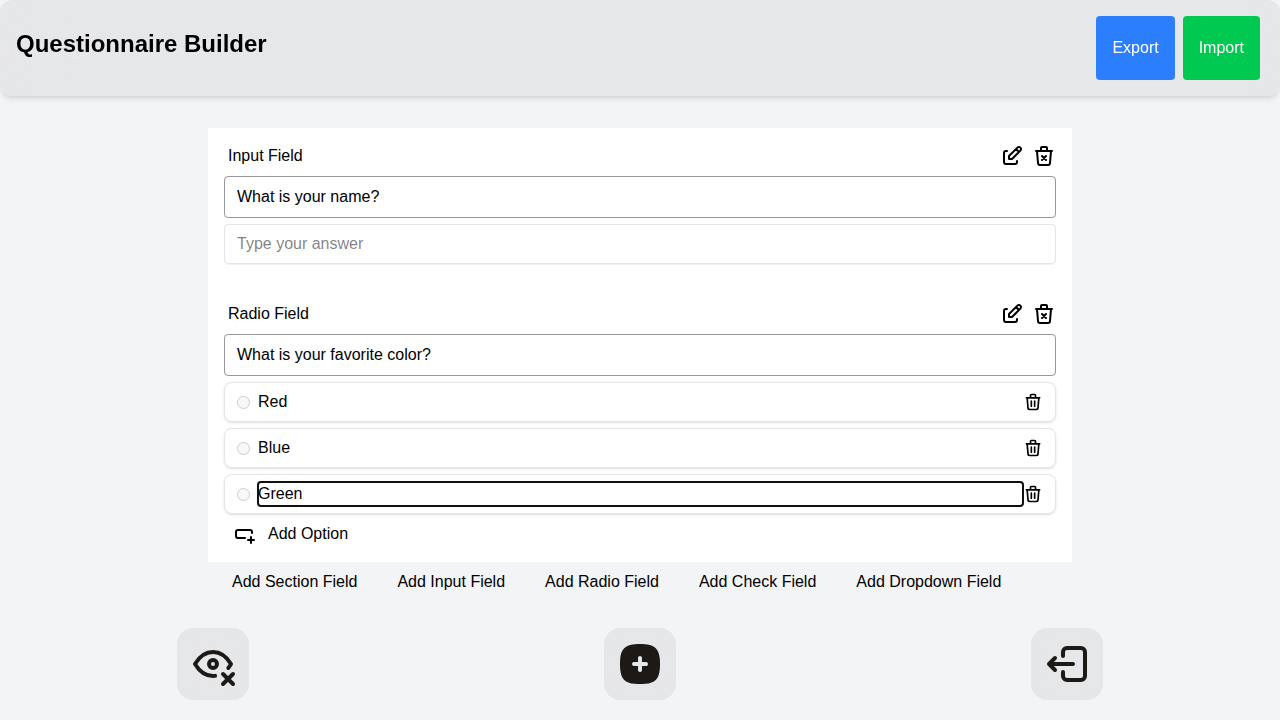 Questionnaire Builder
Export
Import
Input Field
What is your name?
Type your answer
Radio Field
What is your favorite color?
Red
Blue
Green
Add Option
Add Section Field
Add Input Field
Add Radio Field
Add Check Field
Add Dropdown Field